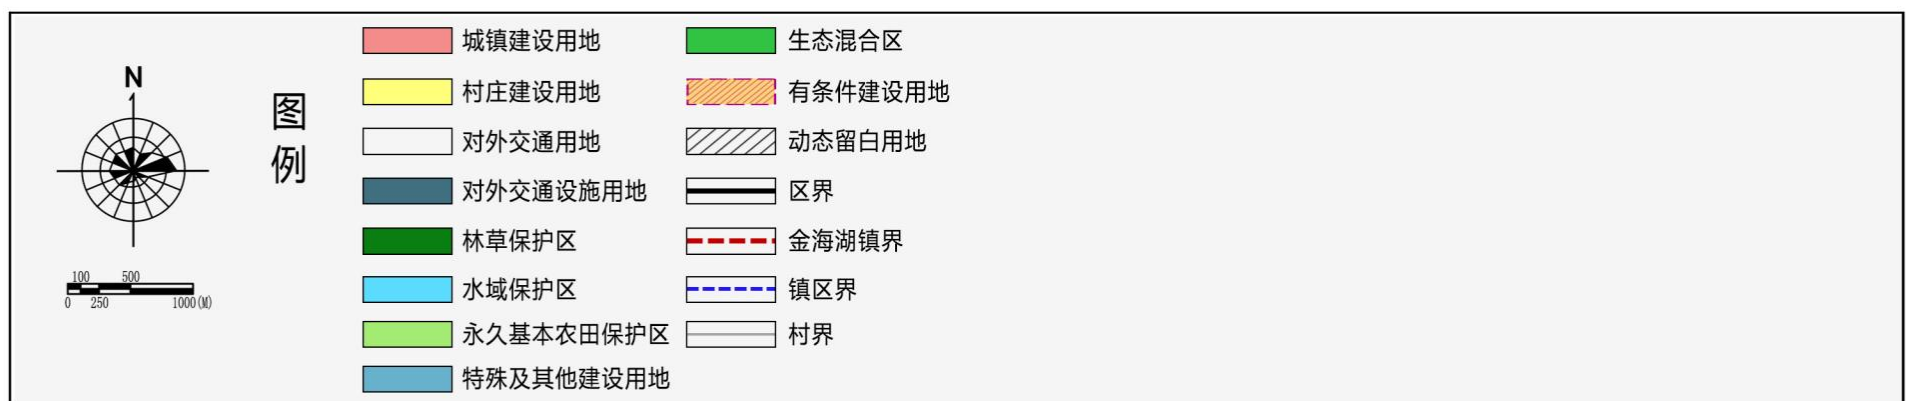 N
100 500
0 250 1000(M)
图
例
城镇建设用地
村庄建设用地
对外交通用地
对外交通设施用地
林草保护区
水域保护区
永久基本农田保护区
特殊及其他建设用地
生态混合区
有条件建设用地
动态留白用地
区界
金海湖镇界
镇区界
村界